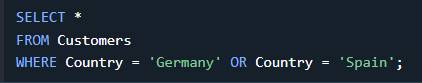 SELECT *
FROM Customers
WHERE Country = 'Germany' OR Country = 'Spain';